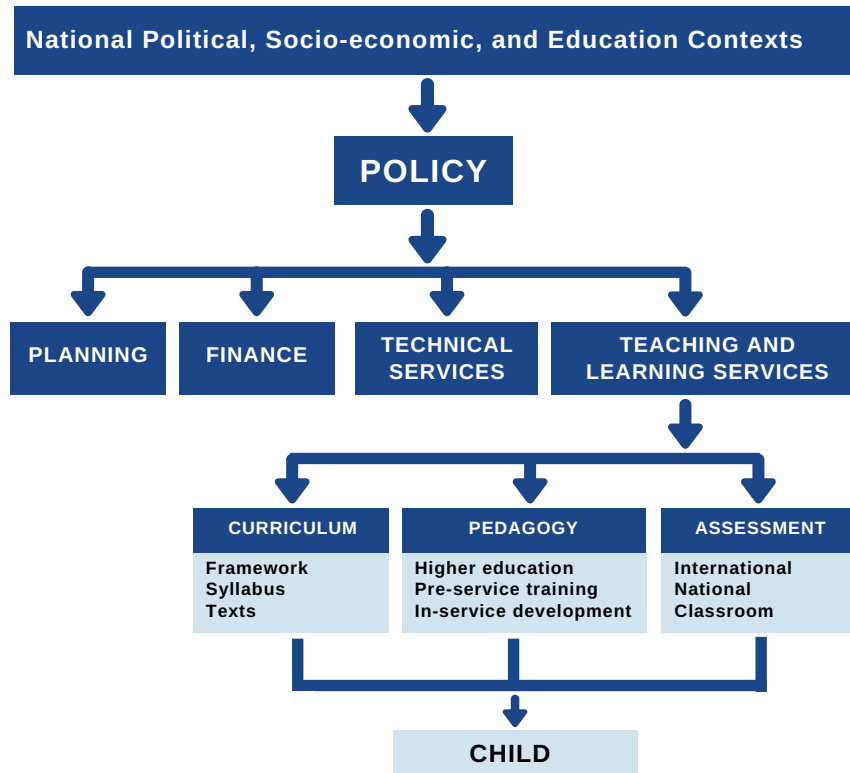 National Political, Socio-economic, and Education Contexts
POLICY
PLANNING
FINANCE
TECHNICAL
SERVICES
TEACHING AND
LEARNING SERVICES
CURRICULUM
Framework
Syllabus
Texts
PEDAGOGY
Higher education
Pre-service training
In-service development
ASSESSMENT
International
National
Classroom
CHILD